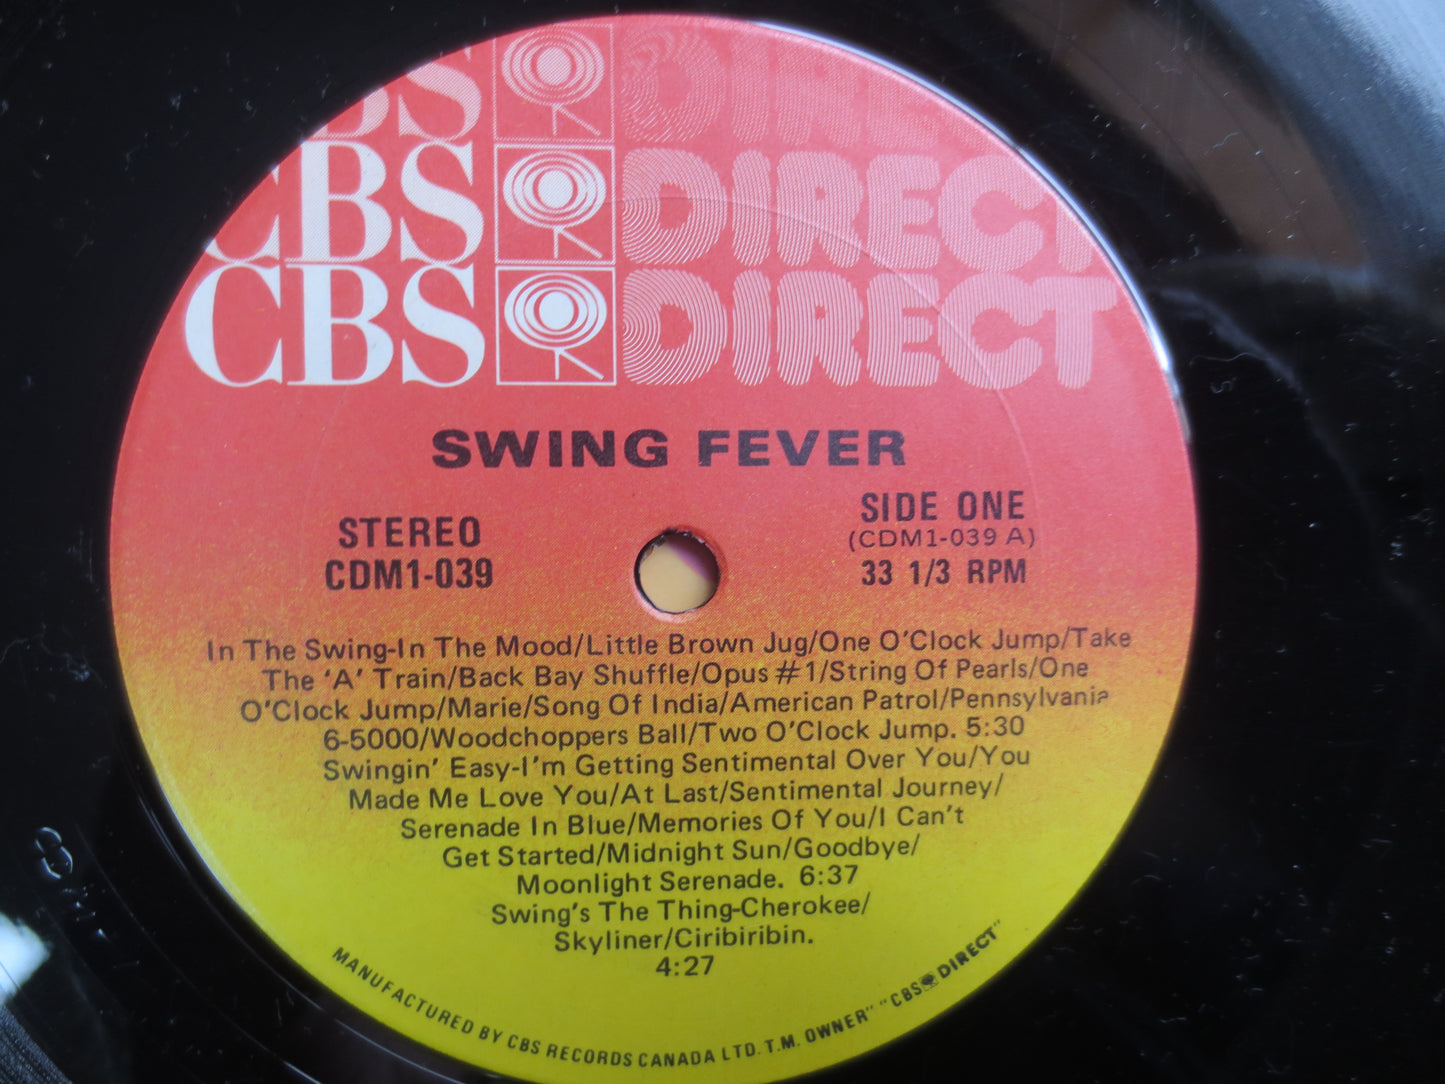 CBS DIRECT
CBS DIRECT
CBS DIRECT
SWING FEVER
STEREO
CDM1-039
SIDE ONE
(CDM1-039 A)
33 1/3 RPM
In The Swing-In The Mood/Little Brown Jug/One O'Clock Jump/Take
The 'A' Train/Back Bay Shuffle/Opus #1/String Of Pearls/One
O'Clock Jump/Marie/Song Of India/American Patrol/Pennsylvania
6-5000/Woodchoppers Ball/Two O'Clock Jump. 5:30
Swingin' Easy-I'm Getting Sentimental Over You/You
Made Me Love You/At Last/Sentimental Journey/
Serenade In Blue/Memories Of You/I Can't
Get Started/Midnight Sun/Goodbye/
Moonlight Serenade. 6:37
Swing's The Thing-Cherokee/
Skyliner/Ciribiribin.
4:27
MANUFACTURED BY CBS RECORDS CANADA LTD. T.M. OWNER" "CBS DIRECT"